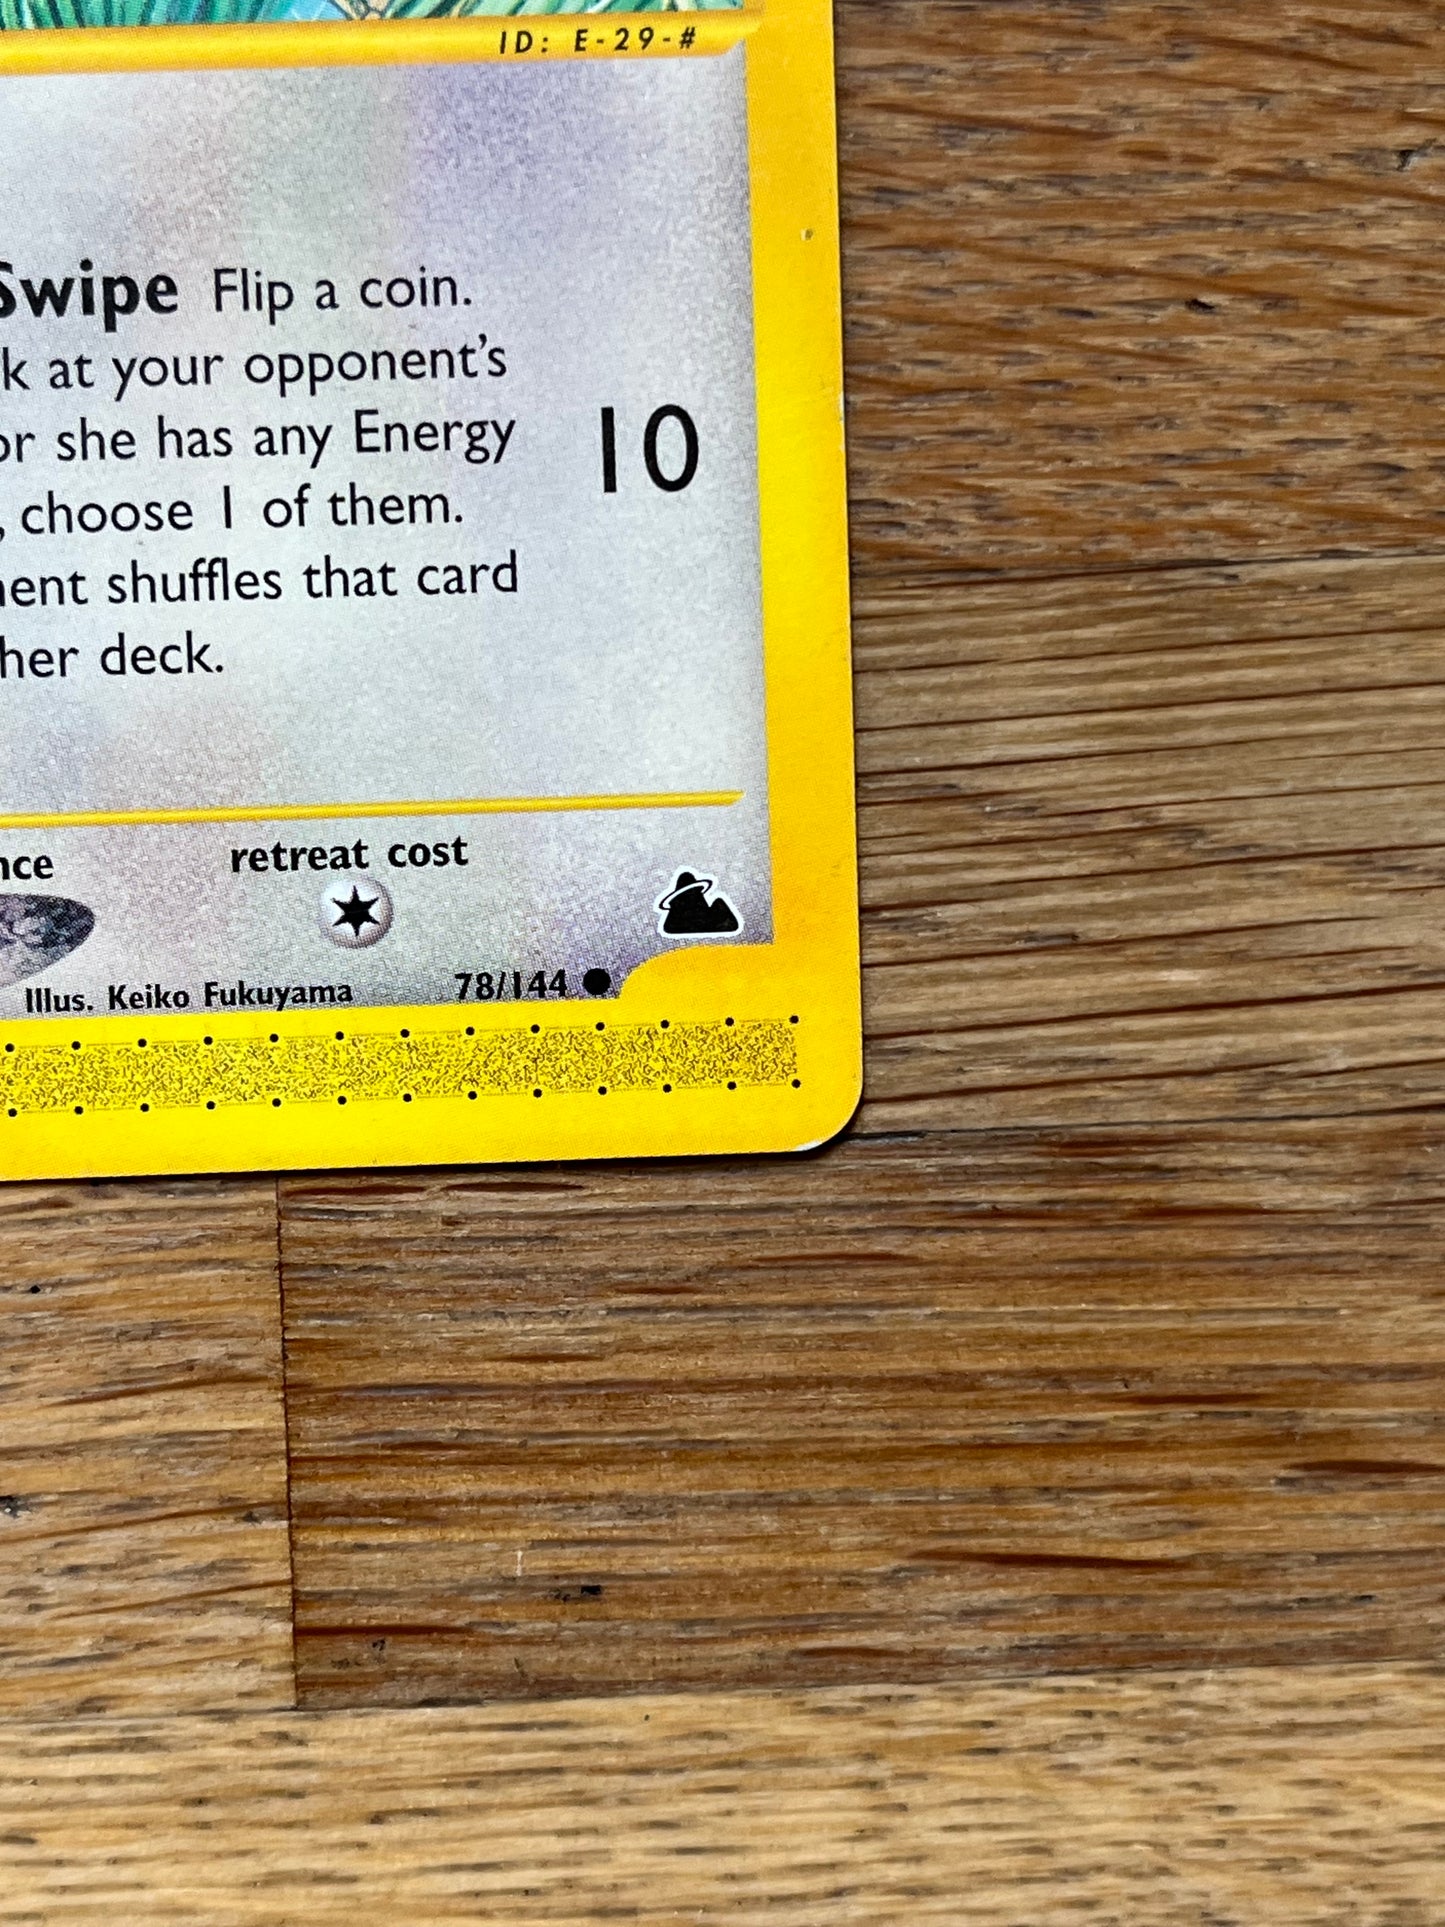 ID: E-29-#
Swipe Flip a coin.
k at your opponent's
or she has any Energy
10
, choose 1 of them.
nent shuffles that card
her deck.
nce
retreat cost
Illus. Keiko Fukuyama 78/144